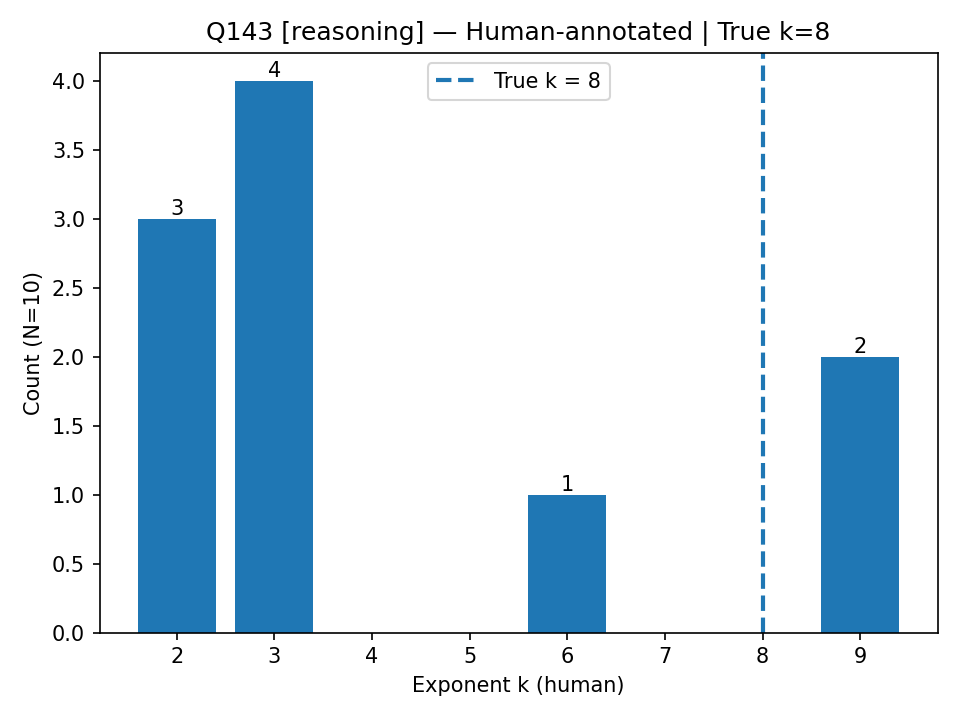 Q143 [reasoning] — Human-annotated | True k=8
True k = 8
Count (N=10)
4.0
3.5
3.0
2.5
2.0
1.5
1.0
0.5
0.0
3
4
1
2
2 3 4 5 6 7 8 9
Exponent k (human)